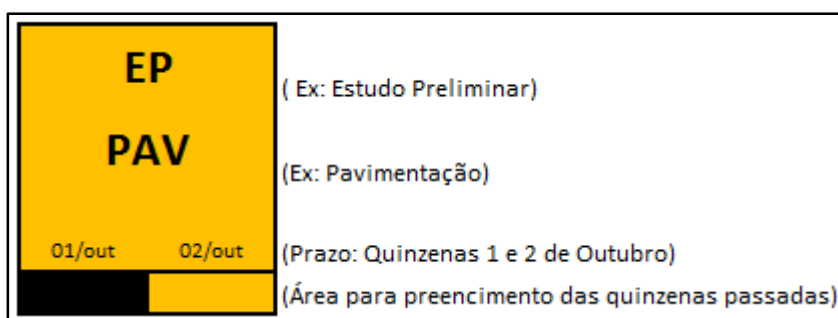 EP
( Ex: Estudo Preliminar)
PAV
(Ex: Pavimentação)
01/out 02/out (Prazo: Quinzenas 1 e 2 de Outubro)
(Área para preencimento das quinzenas passadas)